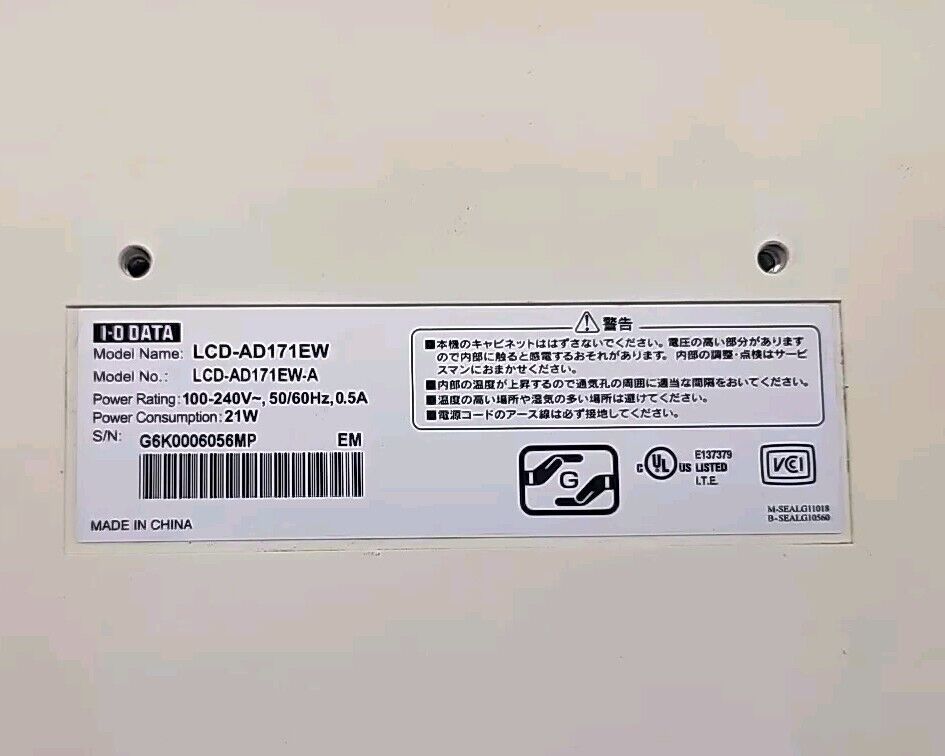 I-O DATA
Model Name: LCD-AD171EW
Model No.: LCD-AD171EW-A
Power Rating: 100-240V~, 50/60Hz, 0.5A
Power Consumption: 21W
S/N: G6K0006056MP EM
MADE IN CHINA
警告
■本機のキャビネットははずさないでください。電圧の高い部分があります
ので内部に触ると感電するおそれがあります。内部の調整・点検はサービ
スマンにおまかせください。
■内部の温度が上昇するので通気孔の周囲に適当な間隔をおいてください。
■温度の高い場所や湿気の多い場所は避けてください。
■電源コードのアース線は必ず接地してください。
G
C UL US LISTED
E137379
I.T.E.
VCI
M-SEALG11018
B-SEALG10560